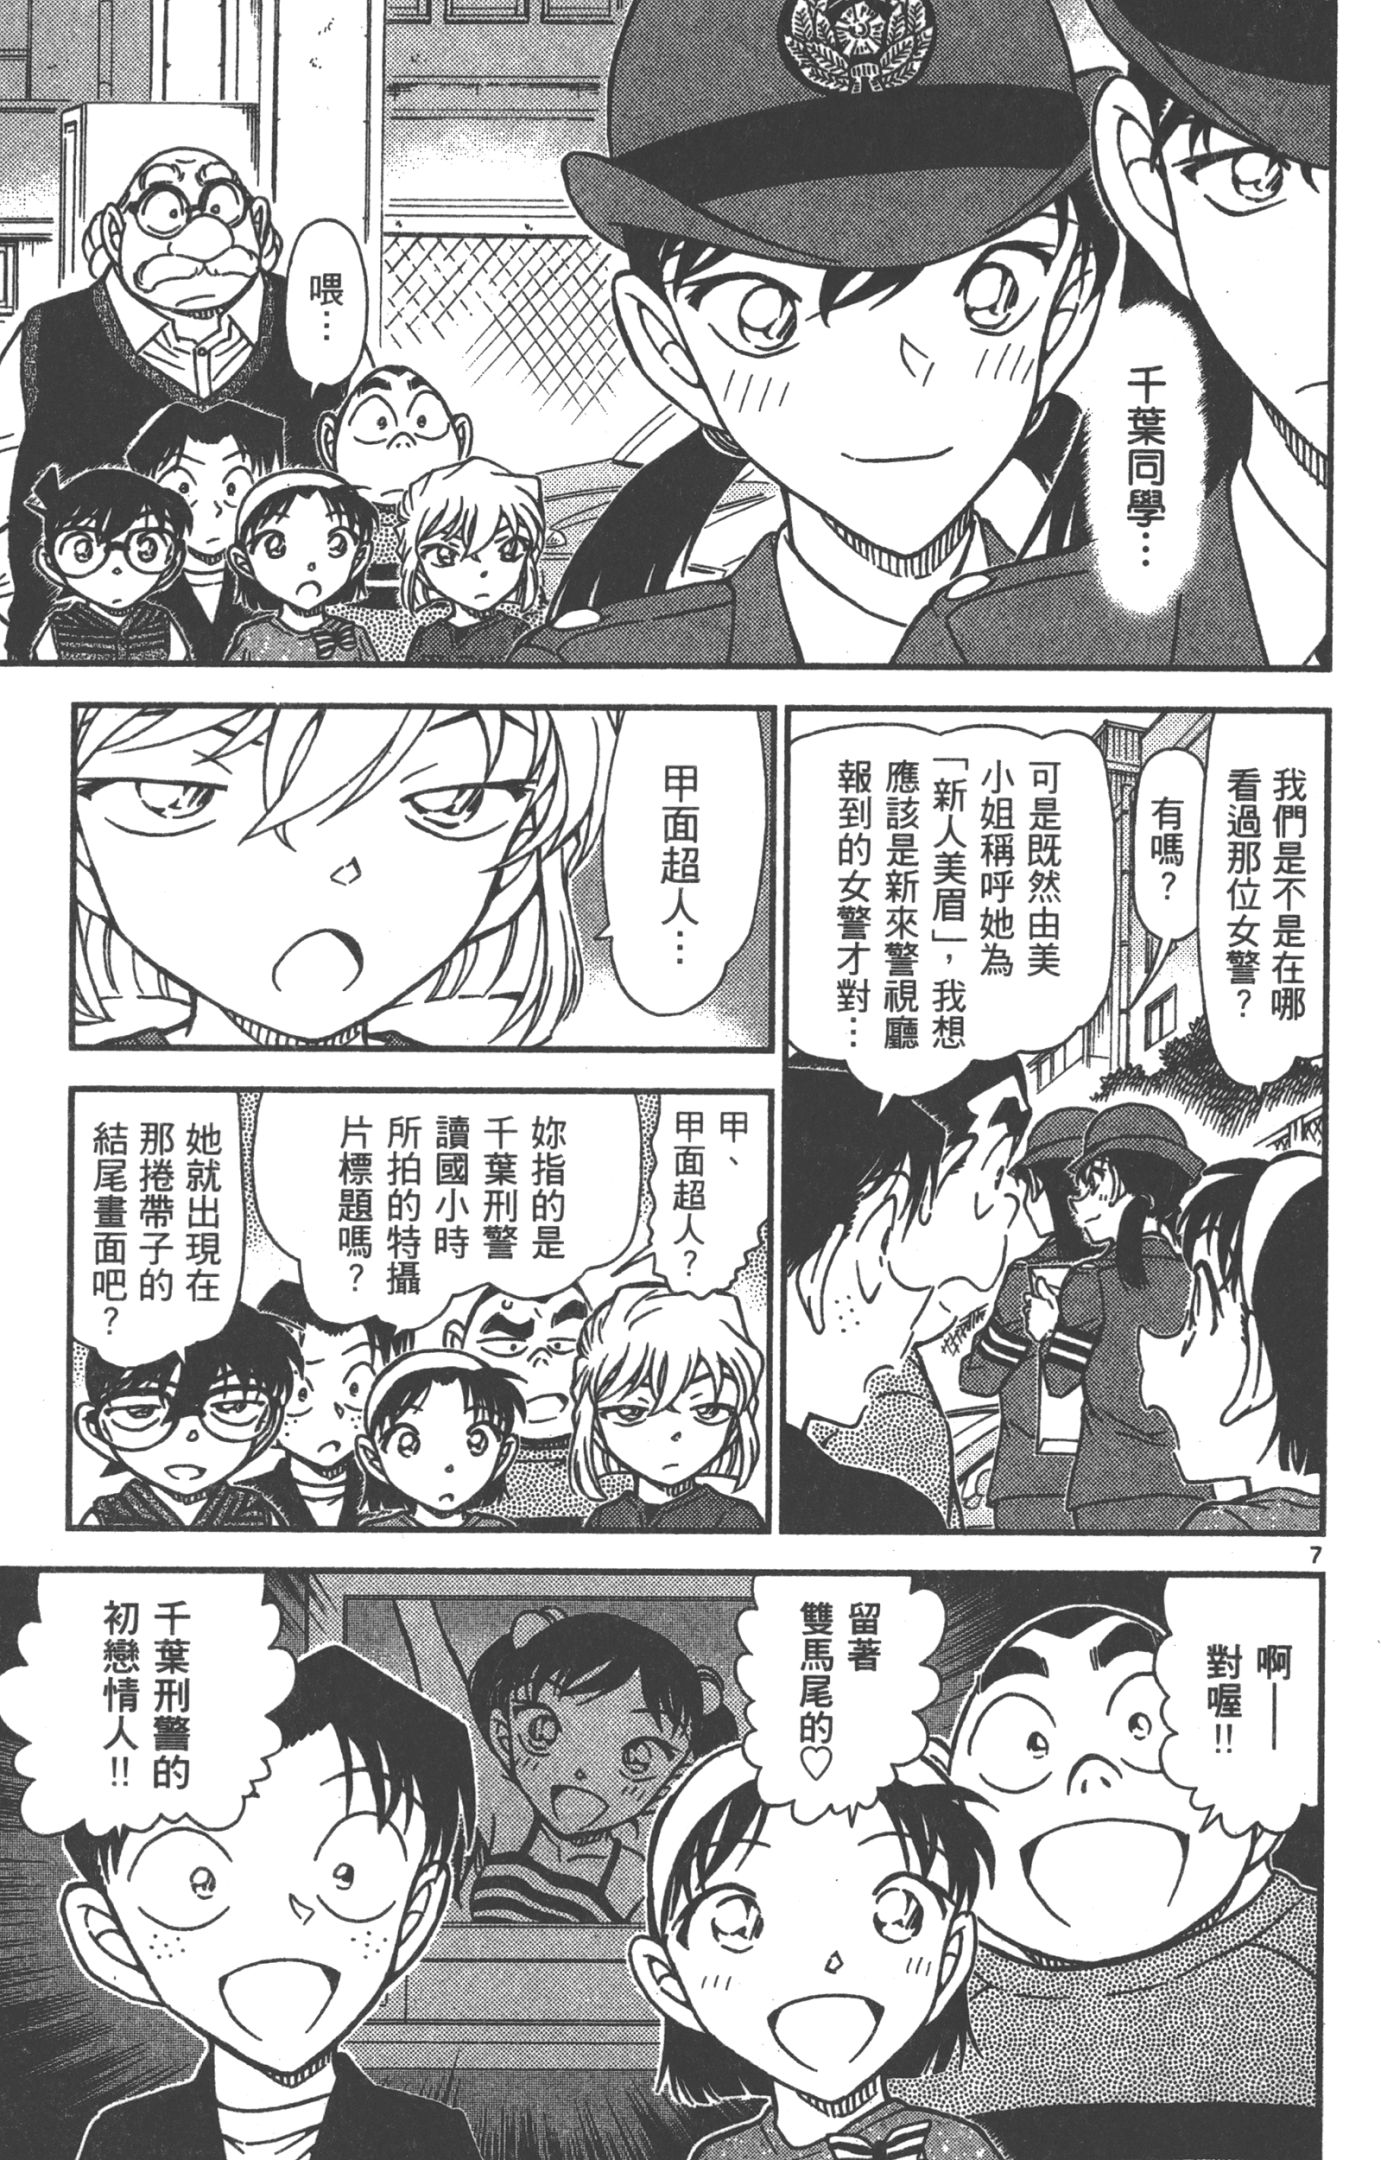 千葉同學…
喂…
我們是不是在哪
看過那位女警?
有嗎?
可是既然由美
小姐稱呼她為
「新人美眉」，我想
應該是新來警視廳
報到的女警才對…
甲面超人…
甲、
甲面超人?
妳指的是
千葉刑警
讀國小時
所拍的特攝
片標題嗎?
她就出現在
那捲帶子的
結尾畫面吧?
7
啊—
對喔!!
留著
雙馬尾的♡
千葉刑警的
初戀情人!!